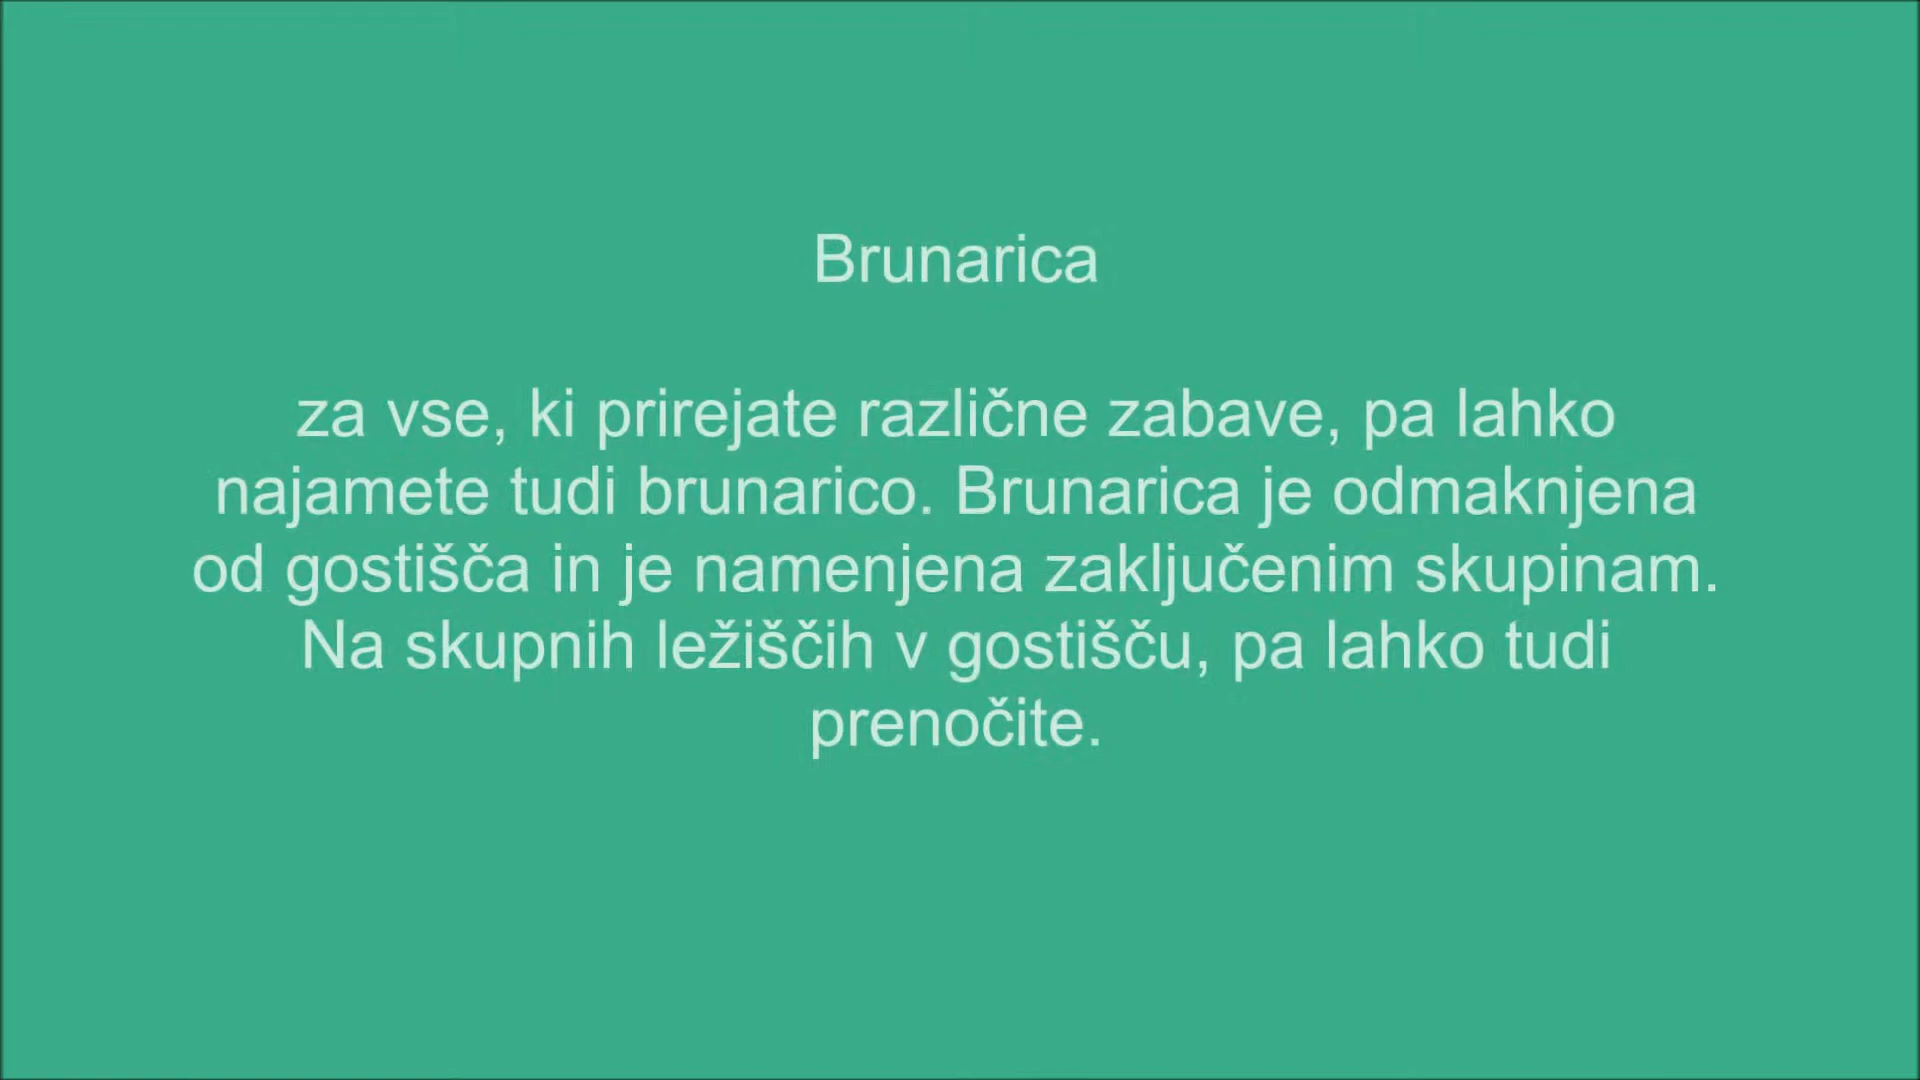 Brunarica
za vse, ki prirejate različne zabave, pa lahko
najamete tudi brunarico. Brunarica je odmaknjena
od gostišča in je namenjena zaključenim skupinam.
Na skupnih ležiščih v gostišču, pa lahko tudi
prenočite.